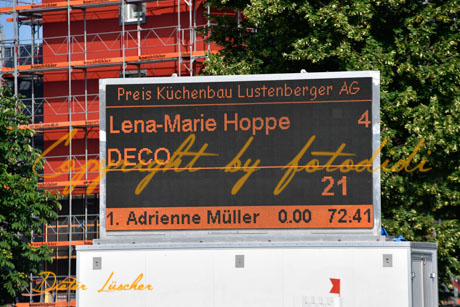 Preis Küchenbau Lustenberger AG
Lena-Marie Hoppe 4
DECO
Copyright by fotodidi
21
1. Adrienne Müller 0.00 72.41
Dieter Lüscher